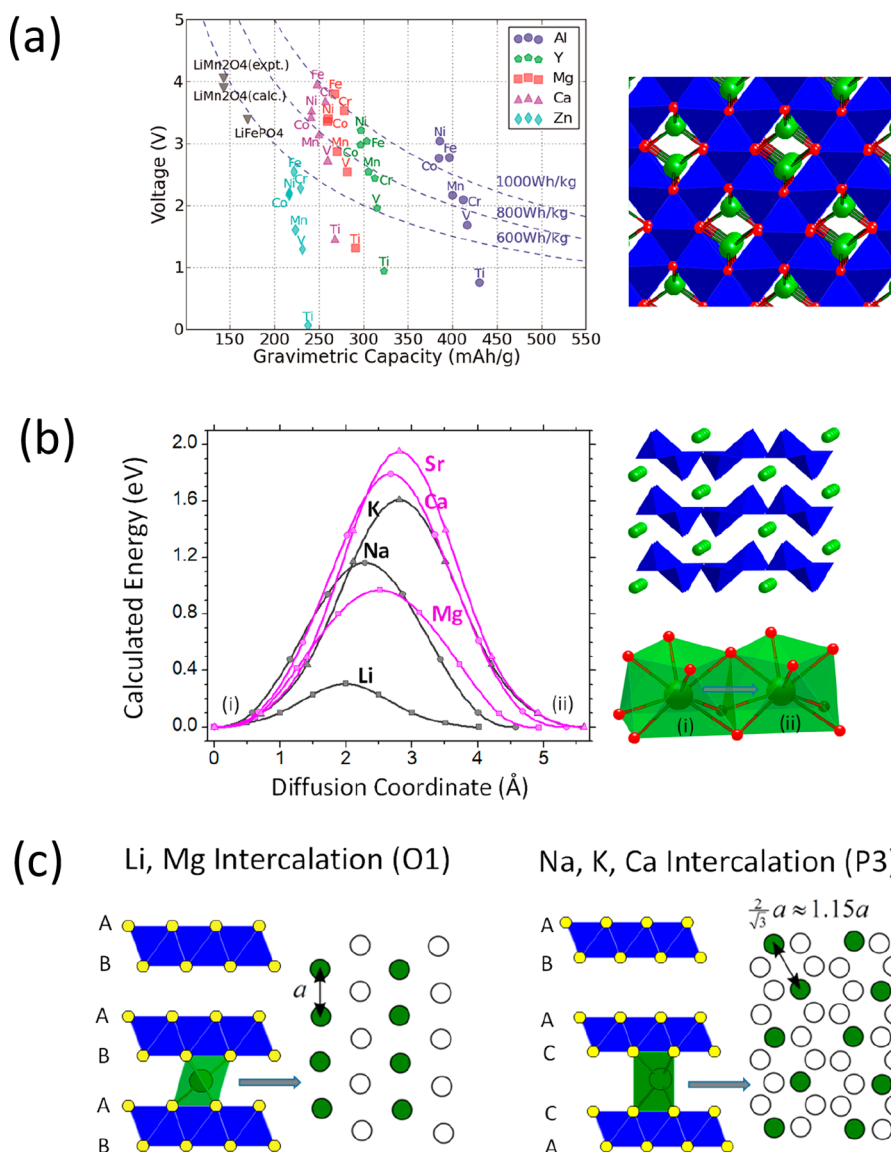 (a)
5
4
3
2
1
0
Voltage (V)
LiMn2O4(expt.)
LiMn2O4(calc.)
LiFePO4
Fe
Cr
Ni
Co
Mn
V
Ti
Fe
Cr
Ni
Co
Mn
V
Ti
Ni
Fe
Co
Mn
Cr
V
Ti
Ni
Fe
Co
Mn
Cr
V
Ti
Fe
Cr
Ni
Co
Mn
V
Ti
1000Wh/kg
800Wh/kg
600Wh/kg
Al
Y
Mg
Ca
Zn
150 200 250 300 350 400 450 500 550
Gravimetric Capacity (mAh/g)
(b)
2.0
1.6
1.2
0.8
0.4
0.0
Calculated Energy (eV)
Sr
Ca
K
Na
Mg
Li
(i)
(ii)
0 1 2 3 4 5
Diffusion Coordinate (Å)
(i)
(ii)
(c)
Li, Mg Intercalation (O1)
A
B
A
B
A
B
a
Na, K, Ca Intercalation (P3)
A
B
A
C
C
A
2/√3 a ≈ 1.15a